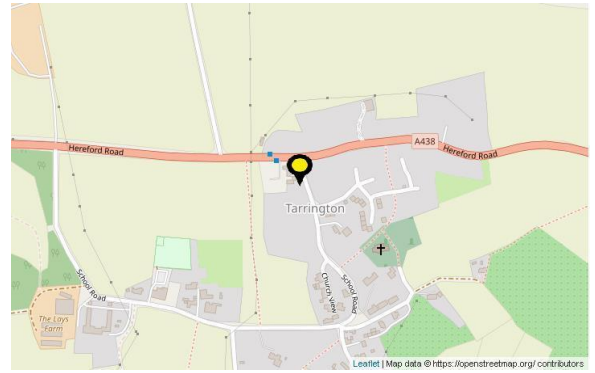 Hereford Road
A438
Hereford Road
Tarrington
School Road
Church View
School Road
The Lays
Farm
Leaflet | Map data © https://openstreetmap.org/ contributors